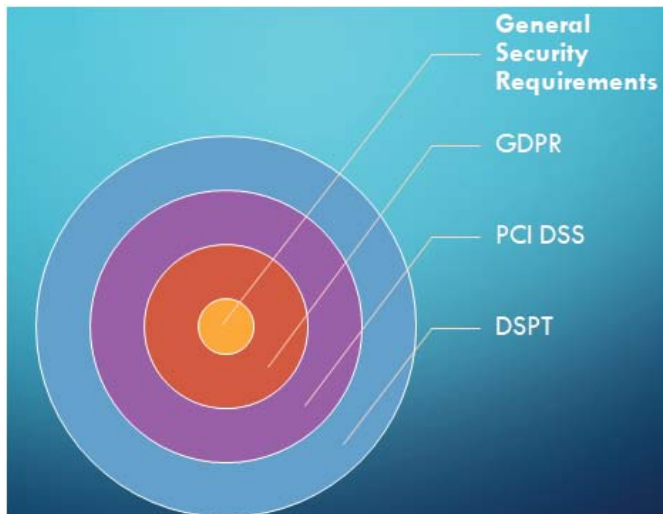 General
Security
Requirements
GDPR
PCI DSS
DSPT